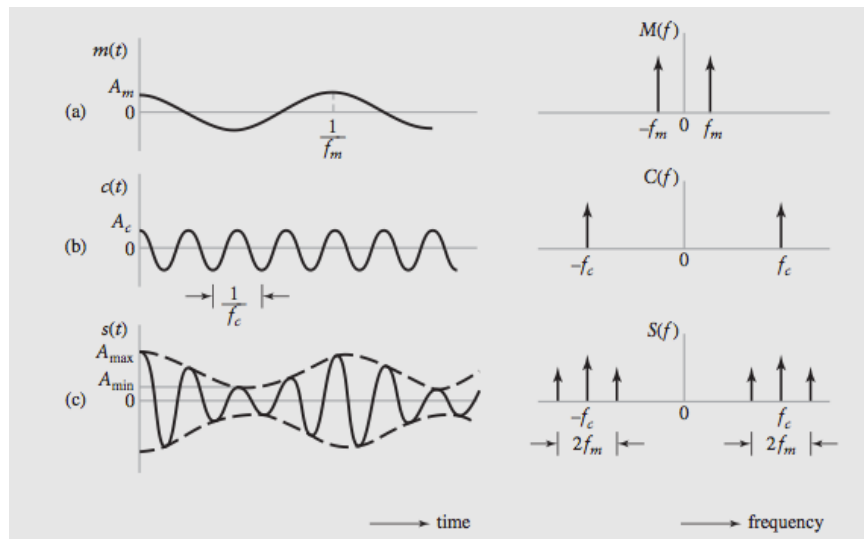 m(t)
M(f)
A_m
(a)
0
1/f_m
-f_m 0 f_m
c(t)
C(f)
A_c
(b)
0
1/f_c
-f_c
0
f_c
s(t)
S(f)
A_max
A_min
(c)
0
-f_c
0
f_c
2f_m
2f_m
time
frequency